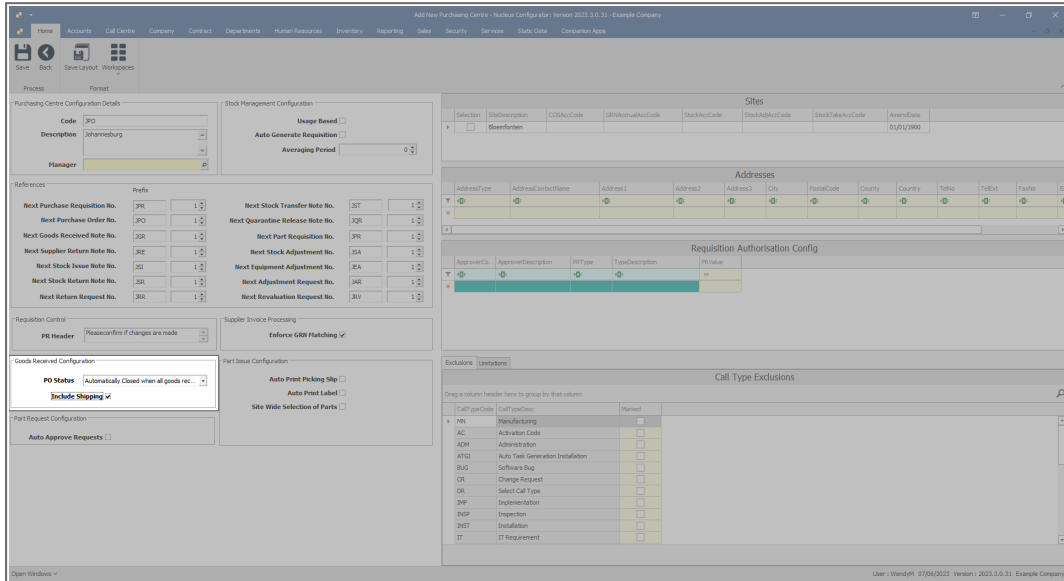 Add New Purchasing Centre - Nucleus Configurator: Version 2023.3.0.31 - Example Company
Home Accounts Call Centre Company Contract Departments Human Resources Inventory Reporting Sales Security Services Static Data Companion Apps
Save Back Save Layout Workspaces
Process Format
Purchasing Centre Configuration Details
Code JPO
Description Johannesburg
Manager
Stock Management Configuration
Usage Based
Auto Generate Requisition
Averaging Period 0
References
Prefix
Next Purchase Requisition No. JPR 1 Next Stock Transfer Note No. JST 1
Next Purchase Order No. JPO 1 Next Quarantine Release Note No. JQR 1
Next Goods Received Note No. JGR 1 Next Part Requisition No. JPR 1
Next Supplier Return Note No. JRE 1 Next Stock Adjustment No. JSA 1
Next Stock Issue Note No. JSI 1 Next Equipment Adjustment No. JEA 1
Next Stock Return Note No. JSR 1 Next Adjustment Request No. JAR 1
Next Return Request No. JRR 1 Next Revaluation Request No. JRV 1
Requisition Control
PR Header Pleaseconfirm if changes are made
Supplier Invoice Processing
Enforce GRN Matching
Goods Received Configuration
PO Status Automatically Closed when all goods rec...
Include Shipping
Part Issue Configuration
Auto Print Picking Slip
Auto Print Label
Site Wide Selection of Parts
Part Request Configuration
Auto Approve Requests
Sites
Selection SiteDescription COSAccCode GRNAccrualAccCode StockAccCode StockAdjAccCode StockTakeAccCode AmendDate
Bloemfontein 01/01/1900
Addresses
AddressType AddressContactName Address1 Address2 Address3 City PostalCode County Country TelNo TelExt FaxNo
Requisition Authorisation Config
ApproverCo... ApproverDescription PRType TypeDescription PRValue
Exclusions Limitations
Call Type Exclusions
Drag a column header here to group by that column
CallTypeCode CallTypeDesc Marked
MN Manufacturing
AC Activation Code
ADM Administration
ATGI Auto Task Generation Installation
BUG Software Bug
CR Change Request
DR Select Call Type
IMP Implementation
INSP Inspection
INST Installation
IT IT Requirement
Open Windows
User : WendyM 07/06/2023 Version : 2023.3.0.31 Example Company